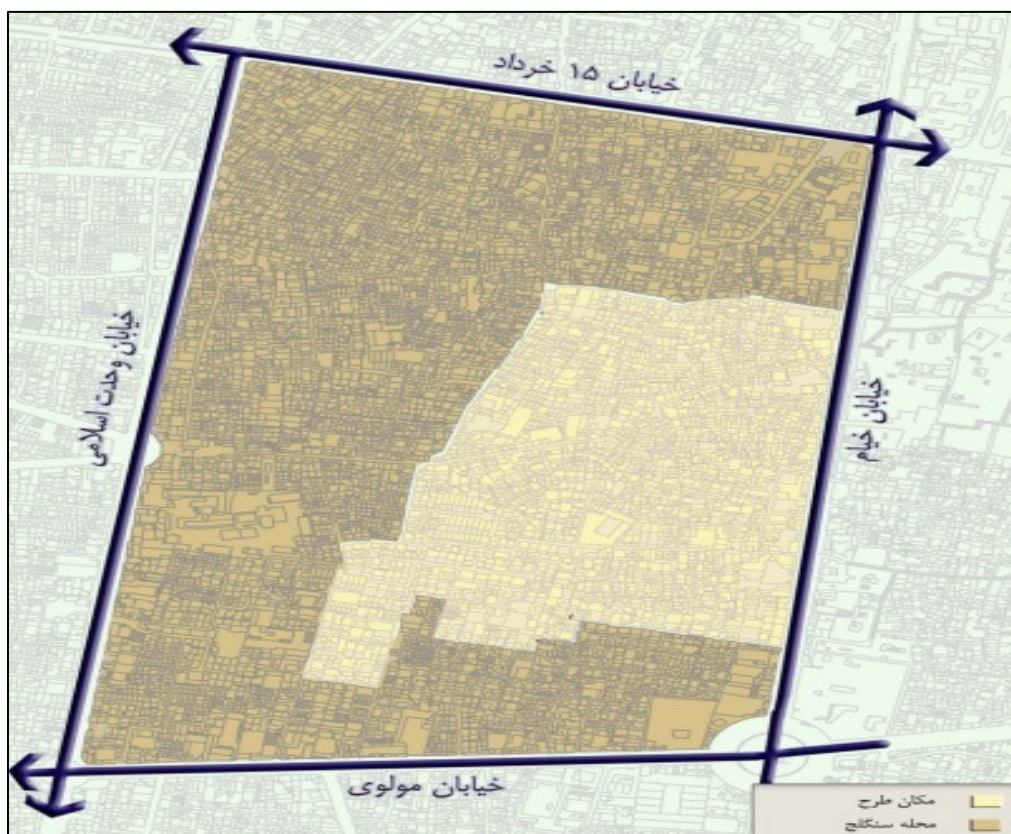 خیابان ۱۵ خرداد
خیابان وحدت اسلامی
خیابان خیام
خیابان مولوی
مکان طرح
محله سنگلج